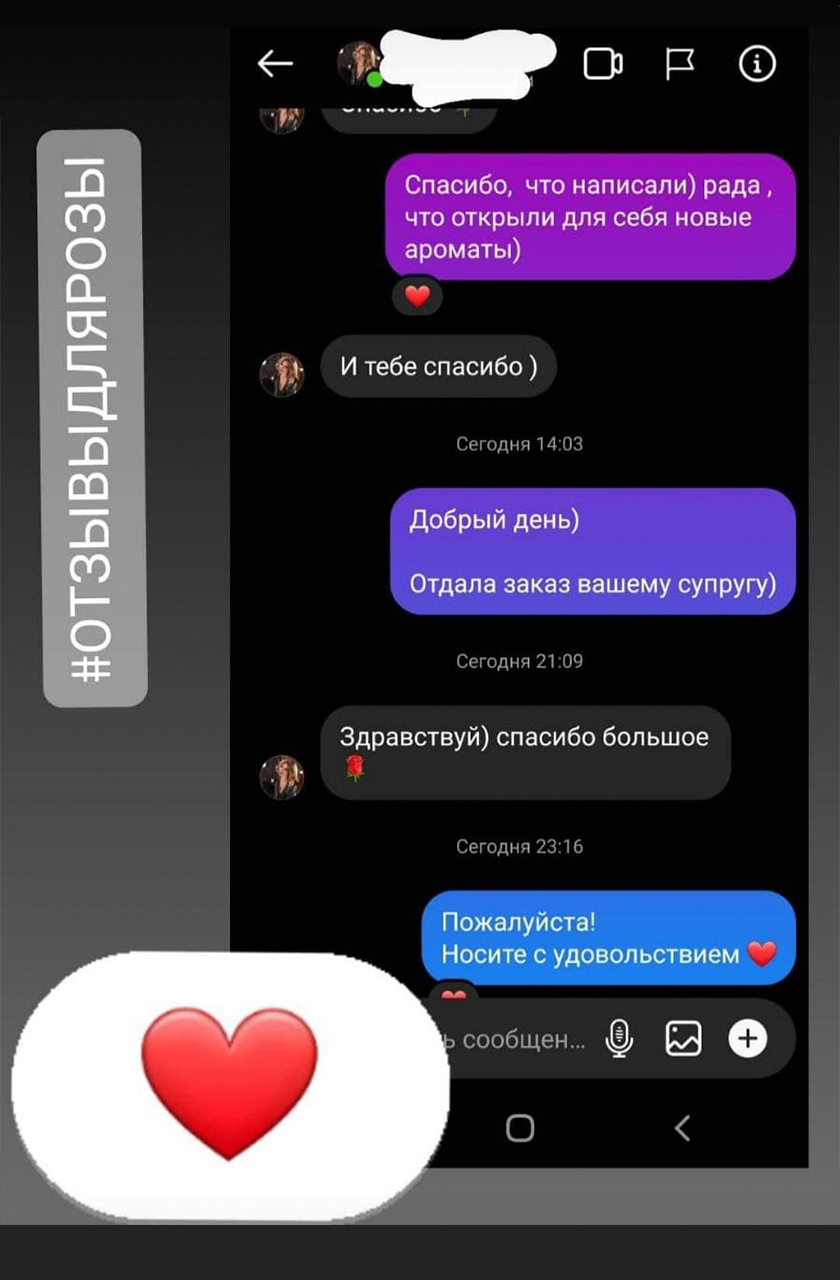 #ОТЗЫВЫДЛЯРОЗЫ
Спасибо
Спасибо, что написали) рада ,
что открыли для себя новые
ароматы)
И тебе спасибо )
Сегодня 14:03
Добрый день)
Отдала заказ вашему супругу)
Сегодня 21:09
Здравствуй) спасибо большое
🌹
Сегодня 23:16
Пожалуйста!
Носите с удовольствием ❤️
ь сообщен...